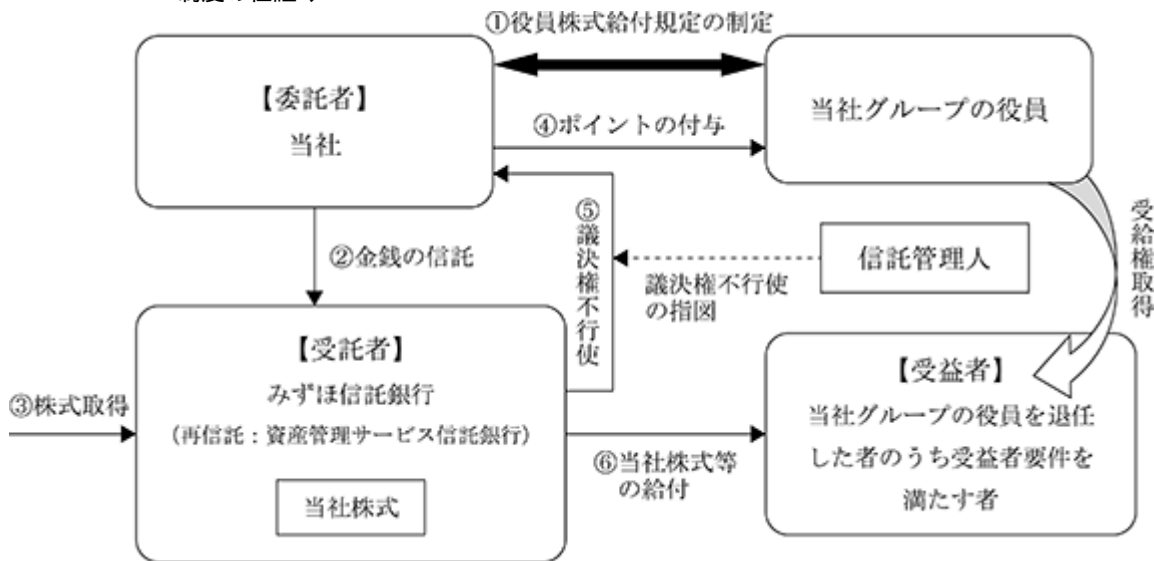 ①役員株式給付規定の制定
【委託者】
当社
当社グループの役員
④ポイントの付与
②金銭の信託
⑤議決権不行使
議決権不行使
の指図
信託管理人
受給権取得
③株式取得
【受託者】
みずほ信託銀行
（再信託：資産管理サービス信託銀行）
当社株式
⑥当社株式等
の給付
【受益者】
当社グループの役員を退任
した者のうち受益者要件を
満たす者